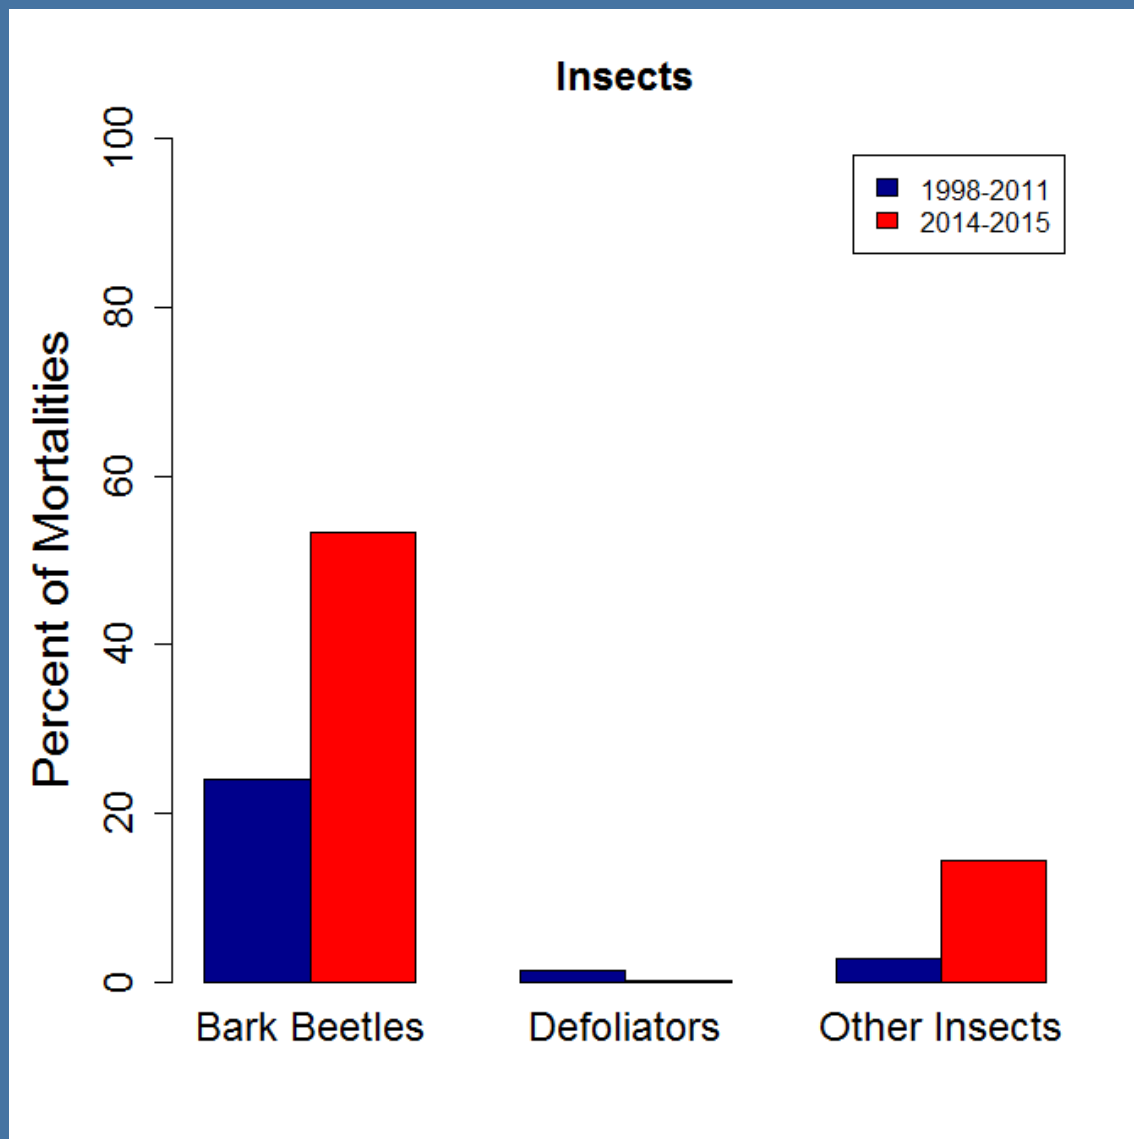 Insects
1998-2011
2014-2015
Percent of Mortalities
100
80
60
40
20
0
Bark Beetles
Defoliators
Other Insects